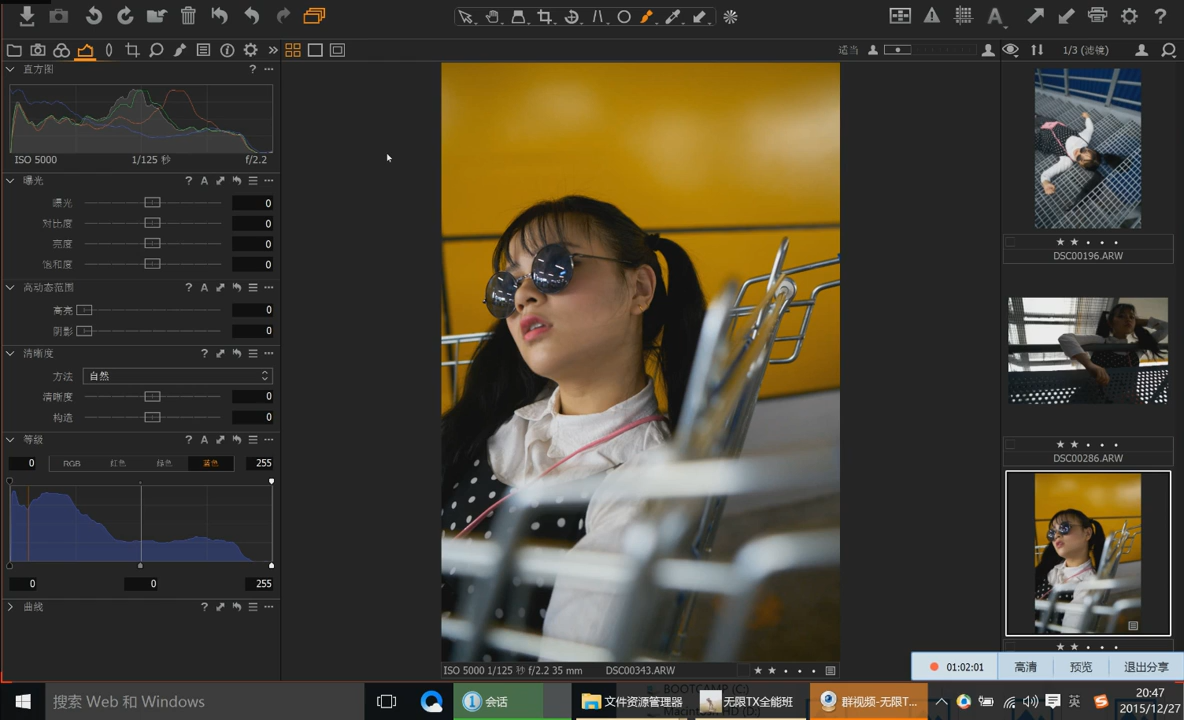 适当
1/3 (滤镜)
直方图
ISO 5000
1/125 秒
f/2.2
曝光
曝光
0
对比度
0
亮度
0
饱和度
0
高动态范围
高亮
0
阴影
0
清晰度
方法
自然
清晰度
0
构造
0
等级
0
RGB
红色
绿色
蓝色
255
0
0
255
曲线
ISO 5000 1/125 秒 f/2.2 35 mm
DSC00343.ARW
DSC00196.ARW
DSC00286.ARW
01:02:01
高清
预览
退出分享
搜索 Web 和 Windows
会话
文件资源管理器
无限TX全能班
群视频-无限T...
英
20:47
2015/12/27
BOOTCAMP (C:)